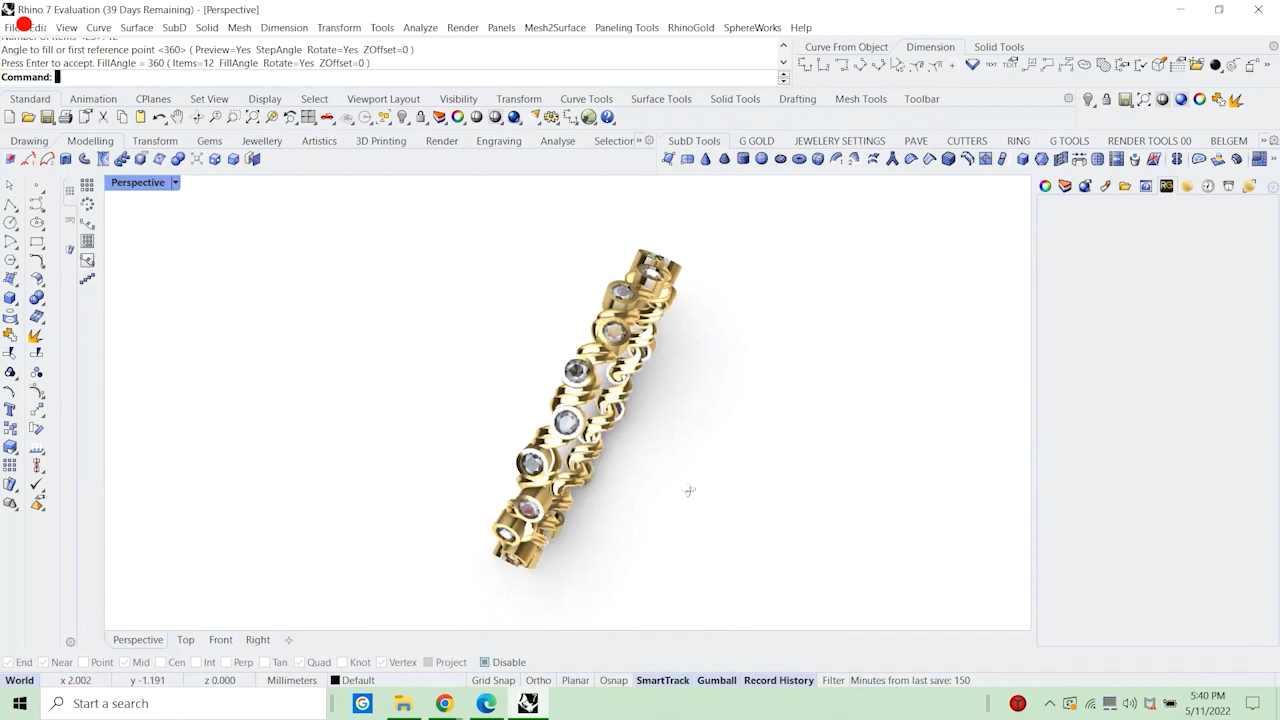 Rhino 7 Evaluation (39 Days Remaining) - [Perspective]
File Edit View Curve Surface SubD Solid Mesh Dimension Transform Tools Analyze Render Panels Mesh2Surface Paneling Tools RhinoGold SphereWorks Help
Angle to fill or first reference point <360> ( Preview=Yes StepAngle Rotate=Yes ZOffset=0 )
Press Enter to accept. FillAngle = 360 ( Items=12 FillAngle Rotate=Yes ZOffset=0 )
Command:
Curve From Object Dimension Solid Tools
Standard Animation CPlanes Set View Display Select Viewport Layout Visibility Transform Curve Tools Surface Tools Solid Tools Drafting Mesh Tools Toolbar
Drawing Modelling Transform Gems Jewellery Artistics 3D Printing Render Engraving Analyse Selection » SubD Tools G GOLD JEWELERY SETTINGS PAVE CUTTERS RING G TOOLS RENDER TOOLS 00 BELGEM
Perspective
Perspective Top Front Right
End Near Point Mid Cen Int Perp Tan Quad Knot Vertex Project Disable
World x 2.002 y -1.191 z 0.000 Millimeters Default Grid Snap Ortho Planar Osnap SmartTrack Gumball Record History Filter Minutes from last save: 150
Start a search
5:40 PM
5/11/2022